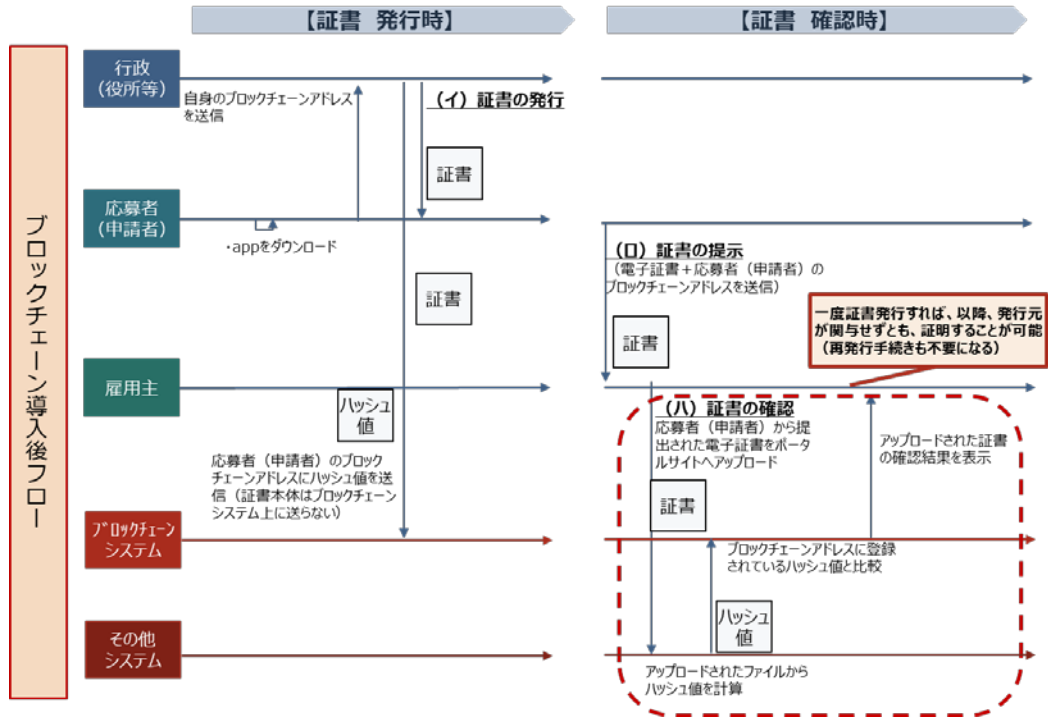 【証書 発行時】
【証書 確認時】
ブロックチェーン導入後フロー
行政
（役所等）
自身のブロックチェーンアドレス
を送信
（イ）証書の発行
証書
応募者
（申請者）
・appをダウンロード
証書
（ロ）証書の提示
（電子証書＋応募者（申請者）の
ブロックチェーンアドレスを送信）
証書
一度証書発行すれば、以降、発行元
が関与せずとも、証明することが可能
（再発行手続きも不要になる）
雇用主
ハッシュ
値
応募者（申請者）のブロック
チェーンアドレスにハッシュ値を送
信（証書本体はブロックチェーン
システム上に送らない）
（ハ）証書の確認
応募者（申請者）から提
出された電子証書をポータ
ルサイトへアップロード
証書
アップロードされた証書
の確認結果を表示
ﾌﾞﾛｯｸﾁｪｰﾝ
システム
ブロックチェーンアドレスに登録
されているハッシュ値と比較
ハッシュ
値
その他
システム
アップロードされたファイルから
ハッシュ値を計算